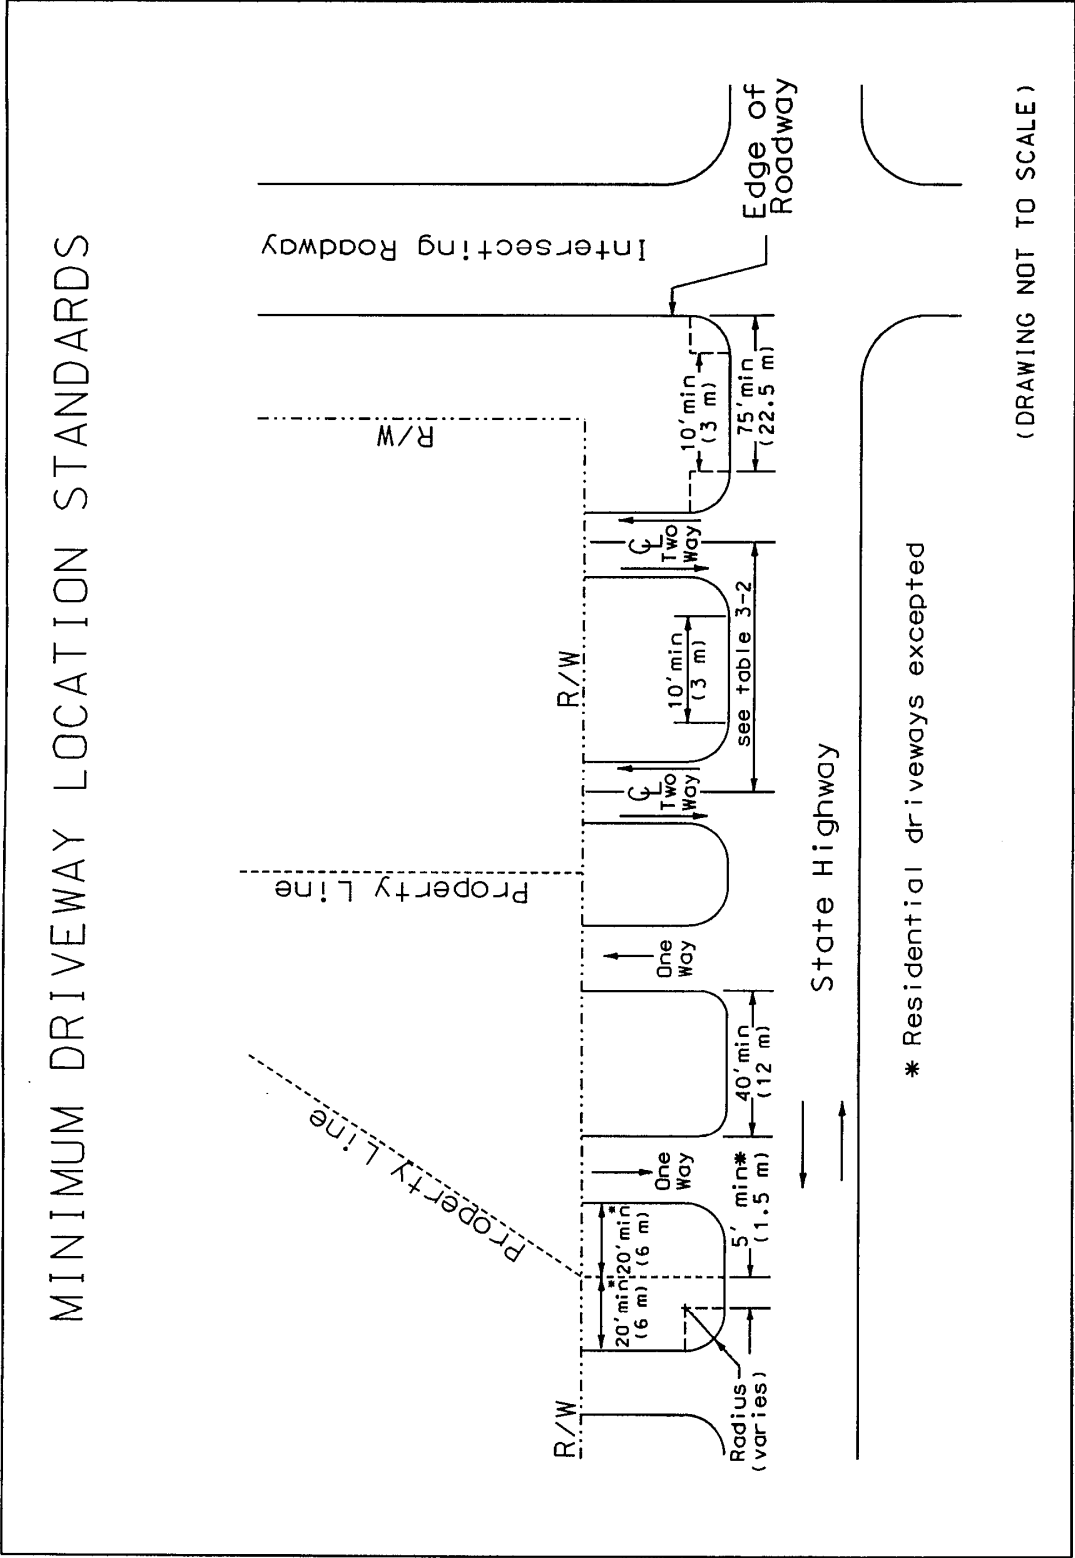 MINIMUM DRIVEWAY LOCATION STANDARDS
Property Line
Property Line
R/W
Intersecting Roadway
R/W
R/W
20'min*
(6 m)
20'min*
(6 m)
One
Way
One
Way
CL
Two
Way
CL
Two
Way
10'min
(3 m)
10'min
(3 m)
Radius
(varies)
5' min*
(1.5 m)
40'min
(12 m)
see table 3-2
75'min
(22.5 m)
Edge of
Roadway
State Highway
* Residential driveways excepted
(DRAWING NOT TO SCALE)